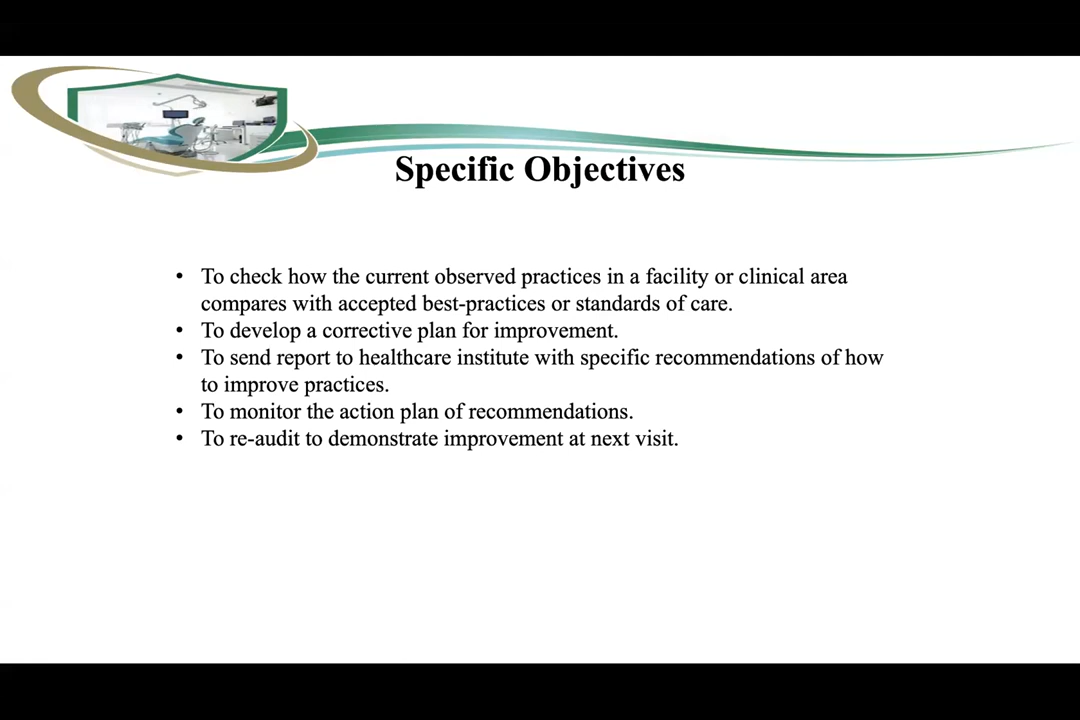 Specific Objectives
• To check how the current observed practices in a facility or clinical area
compares with accepted best-practices or standards of care.
• To develop a corrective plan for improvement.
• To send report to healthcare institute with specific recommendations of how
to improve practices.
• To monitor the action plan of recommendations.
• To re-audit to demonstrate improvement at next visit.